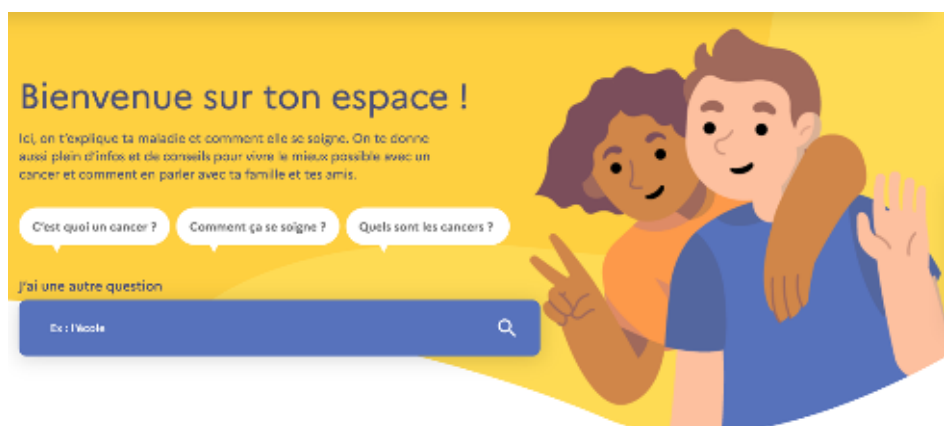 Bienvenue sur ton espace !
Ici, on t'explique ta maladie et comment elle se soigne. On te donne
aussi plein d'infos et de conseils pour vivre le mieux possible avec un
cancer et comment en parler avec ta famille et tes amis.
C'est quoi un cancer ? Comment ça se soigne ? Quels sont les cancers ?
J'ai une autre question
Ex : l'école